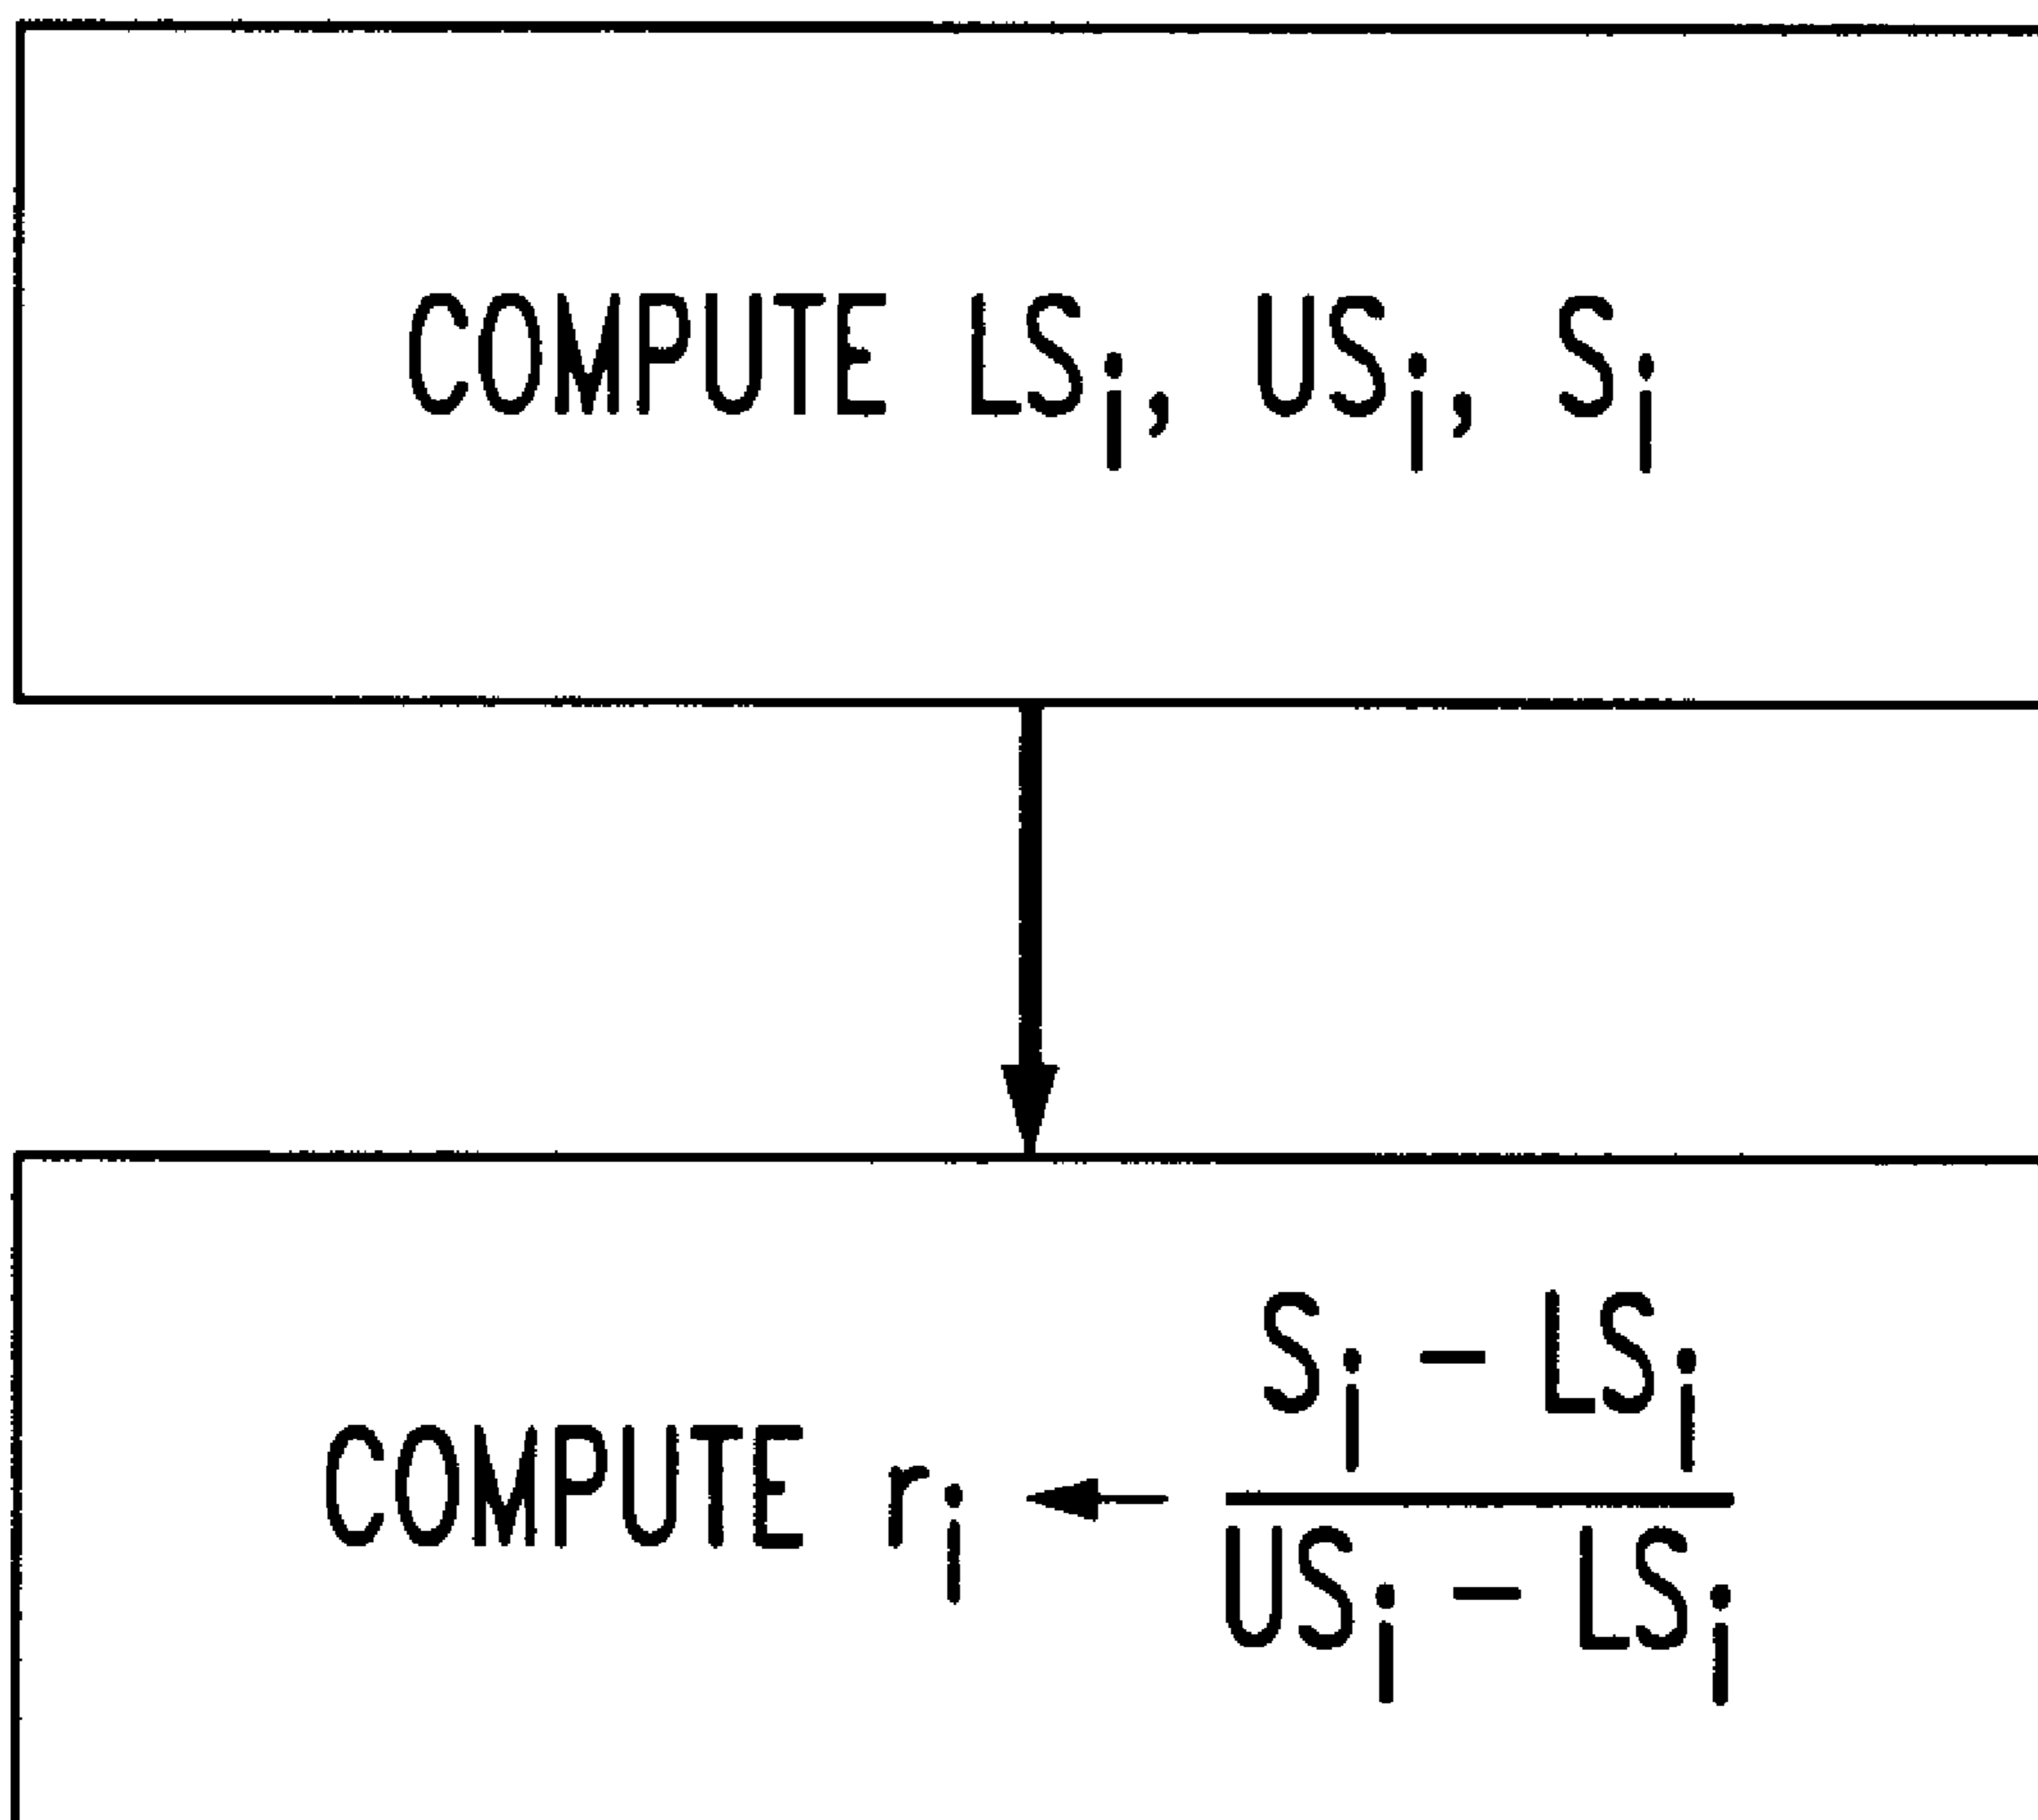 COMPUTE LSᵢ, USᵢ, Sᵢ
Sᵢ − LSᵢ
COMPUTE rᵢ ←
USᵢ − LSᵢ